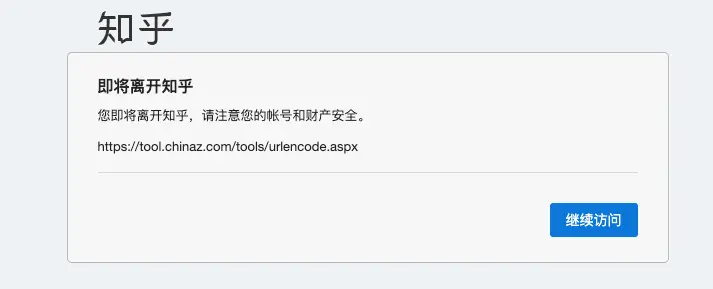 知乎
即将离开知乎
您即将离开知乎，请注意您的帐号和财产安全。
https://tool.chinaz.com/tools/urlencode.aspx
继续访问